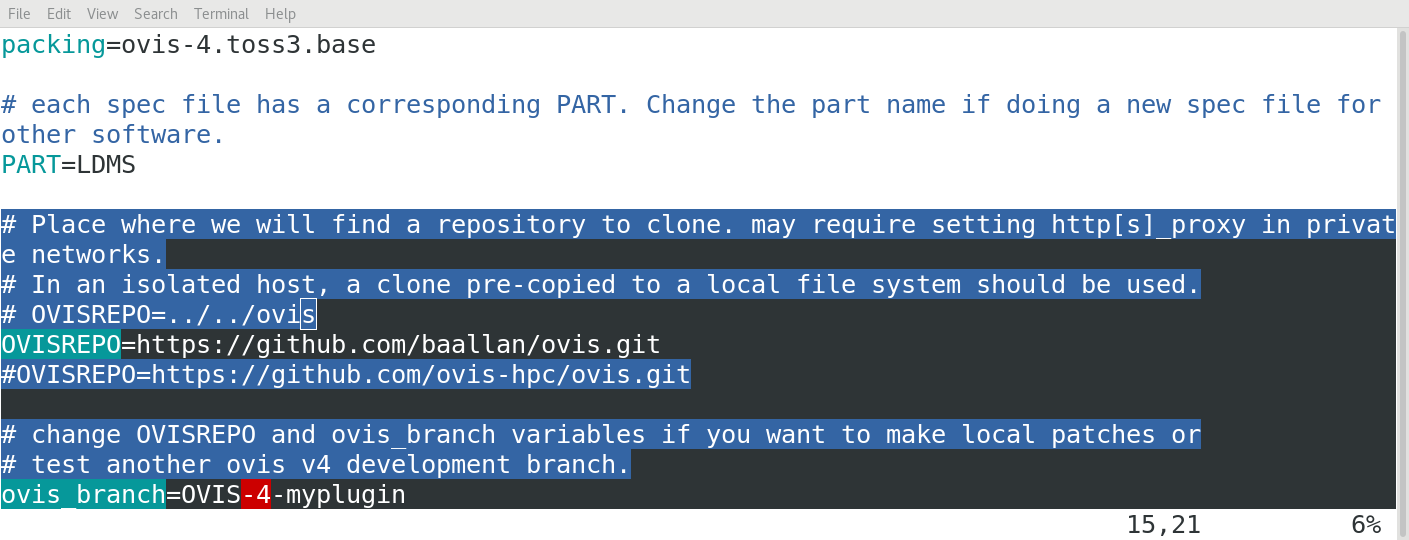 File Edit View Search Terminal Help
packing=ovis-4.toss3.base
# each spec file has a corresponding PART. Change the part name if doing a new spec file for
other software.
PART=LDMS
# Place where we will find a repository to clone. may require setting http[s]_proxy in privat
e networks.
# In an isolated host, a clone pre-copied to a local file system should be used.
# OVISREPO=../../ovis
OVISREPO=https://github.com/baallan/ovis.git
#OVISREPO=https://github.com/ovis-hpc/ovis.git
# change OVISREPO and ovis_branch variables if you want to make local patches or
# test another ovis v4 development branch.
ovis_branch=OVIS-4-myplugin
15,21 6%